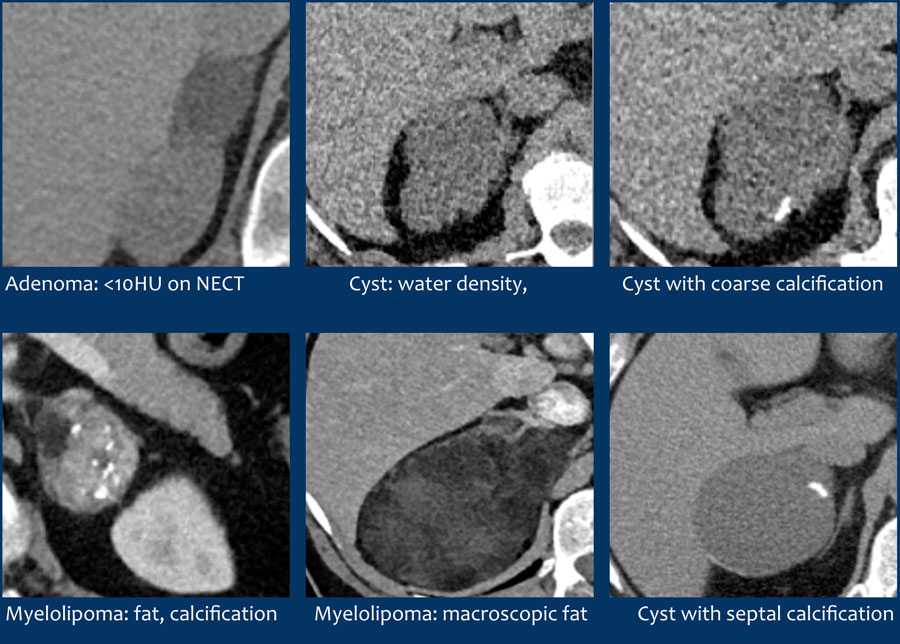 Adenoma: <10HU on NECT
Cyst: water density,
Cyst with coarse calcification
Myelolipoma: fat, calcification
Myelolipoma: macroscopic fat
Cyst with septal calcification